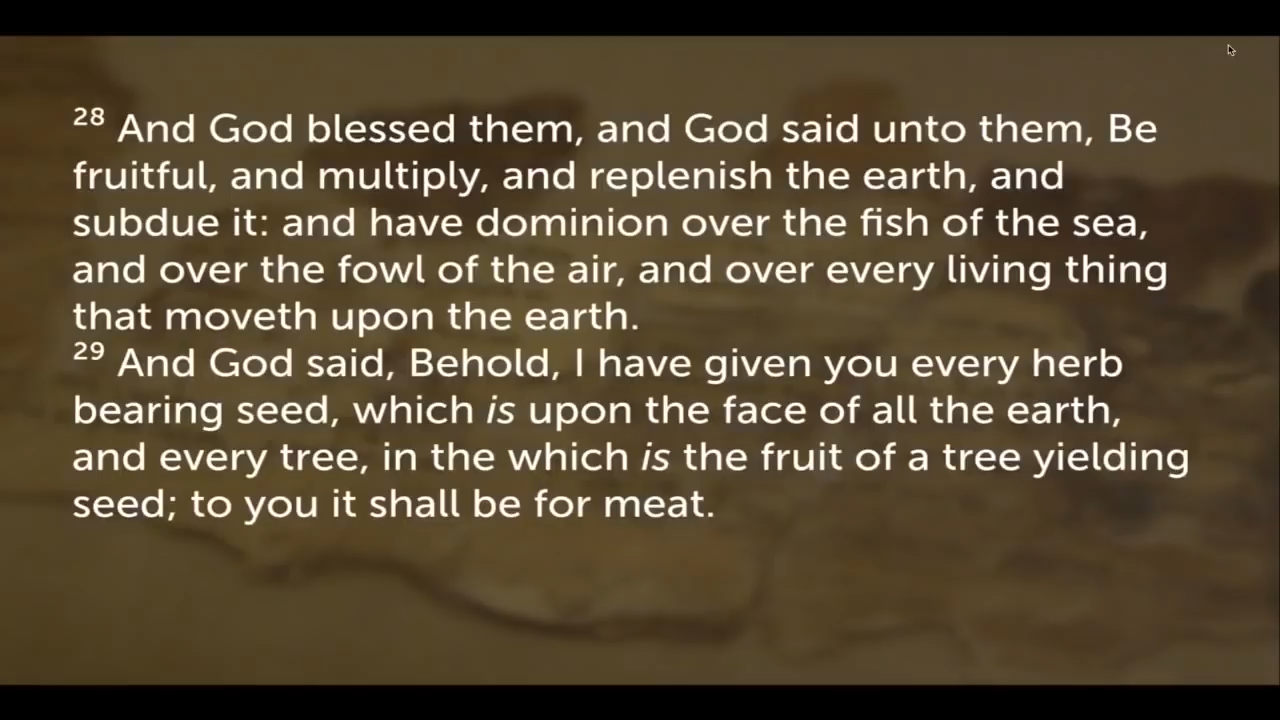 28 And God blessed them, and God said unto them, Be
fruitful, and multiply, and replenish the earth, and
subdue it: and have dominion over the fish of the sea,
and over the fowl of the air, and over every living thing
that moveth upon the earth.
29 And God said, Behold, I have given you every herb
bearing seed, which is upon the face of all the earth,
and every tree, in the which is the fruit of a tree yielding
seed; to you it shall be for meat.